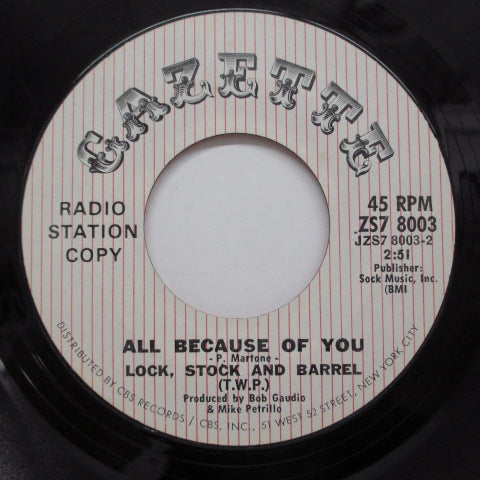 GAZETTE
RADIO
STATION
COPY
45 RPM
ZS7 8003
JZS7 8003-2
2:51
Publisher:
Sock Music, Inc.
(BMI
ALL BECAUSE OF YOU
- P. Martone -
LOCK, STOCK AND BARREL
(T.W.P.)
Produced by Bob Gaudio
& Mike Petrillo
DISTRIBUTED BY CBS RECORDS / CBS, INC., 51 WEST 52 STREET, NEW YORK CITY